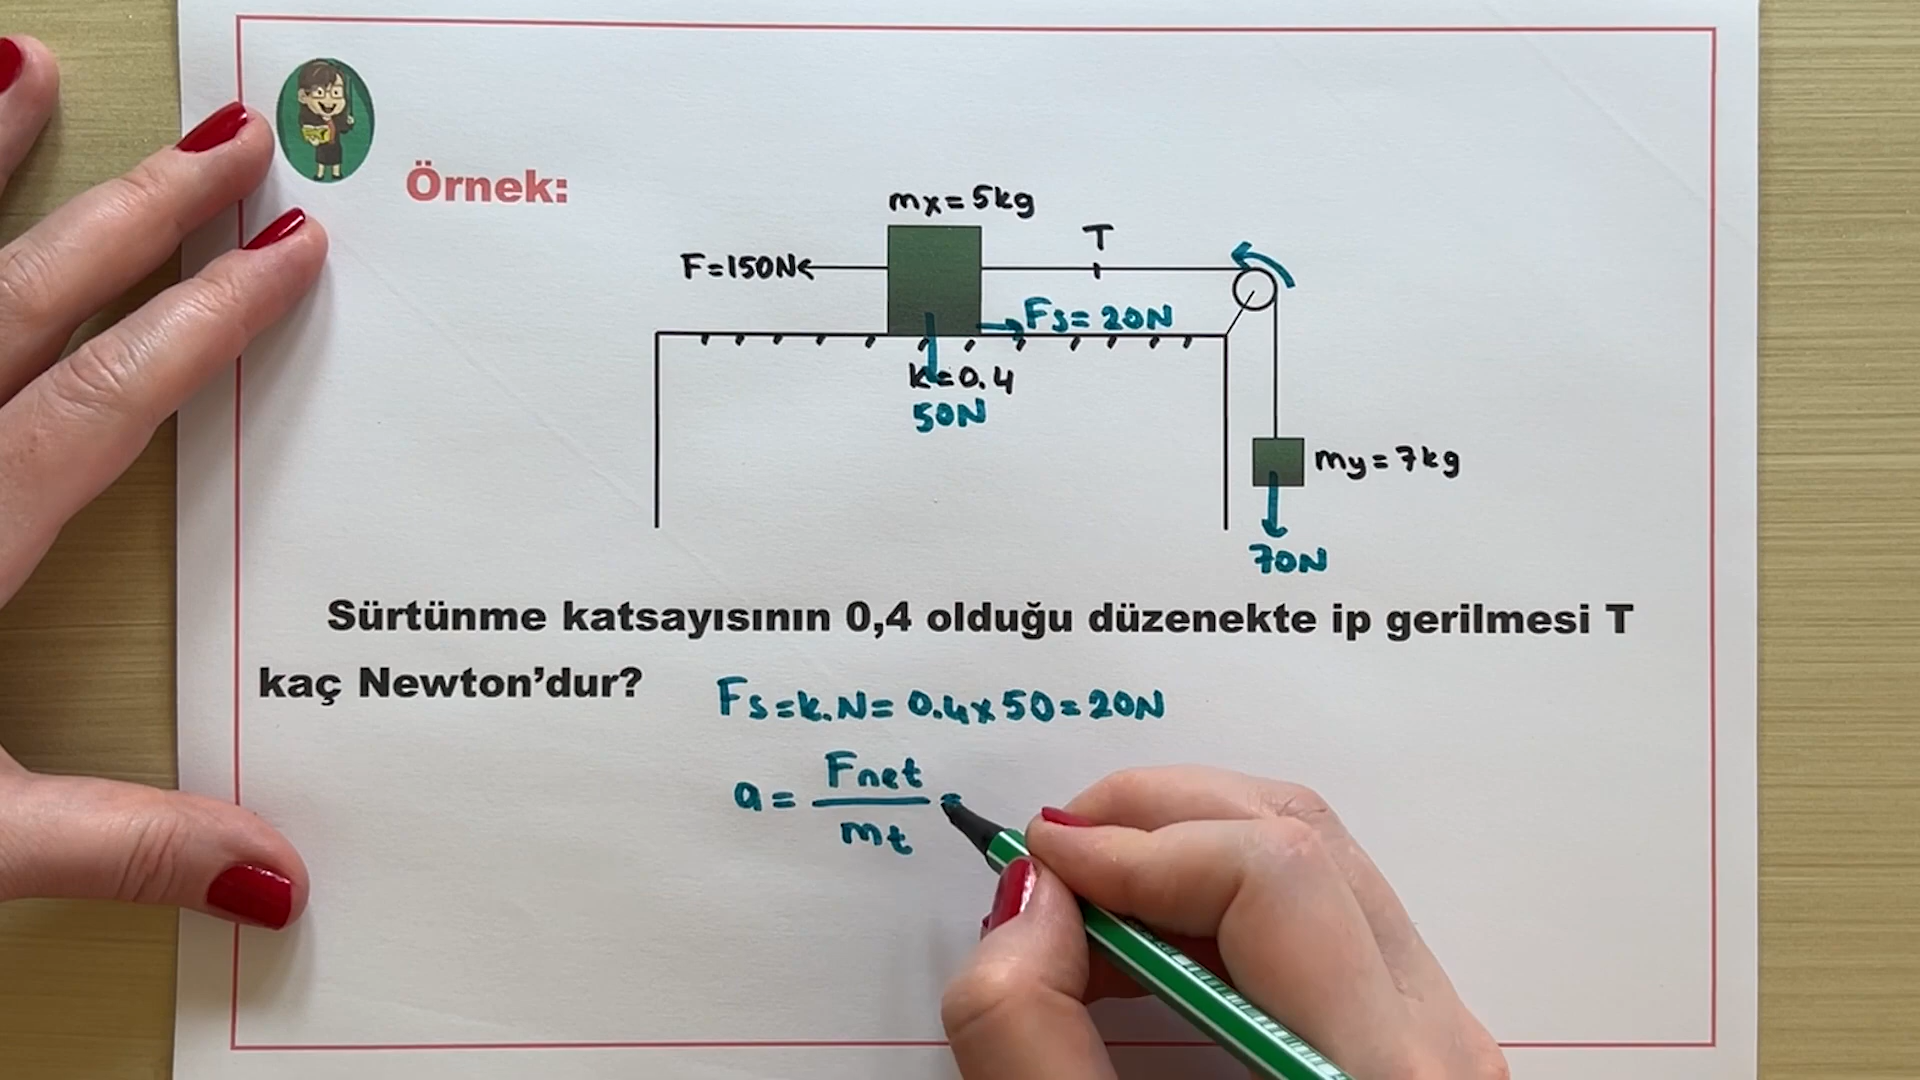 Örnek:
mx=5kg
T
F=150N
Fs=20N
k=0.4
50N
my=7kg
70N
Sürtünme katsayısının 0,4 olduğu düzenekte ip gerilmesi T
kaç Newton’dur?
Fs=k.N=0.4x50=20N
a=Fnet/mt=